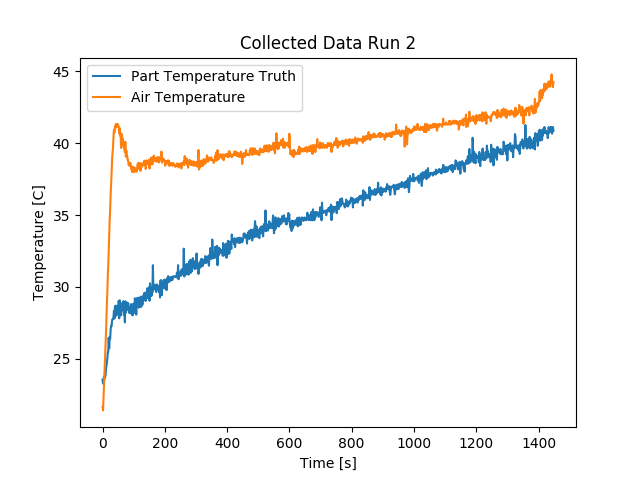 Collected Data Run 2
Part Temperature Truth
Air Temperature
Temperature [C]
45
40
35
30
25
0 200 400 600 800 1000 1200 1400
Time [s]